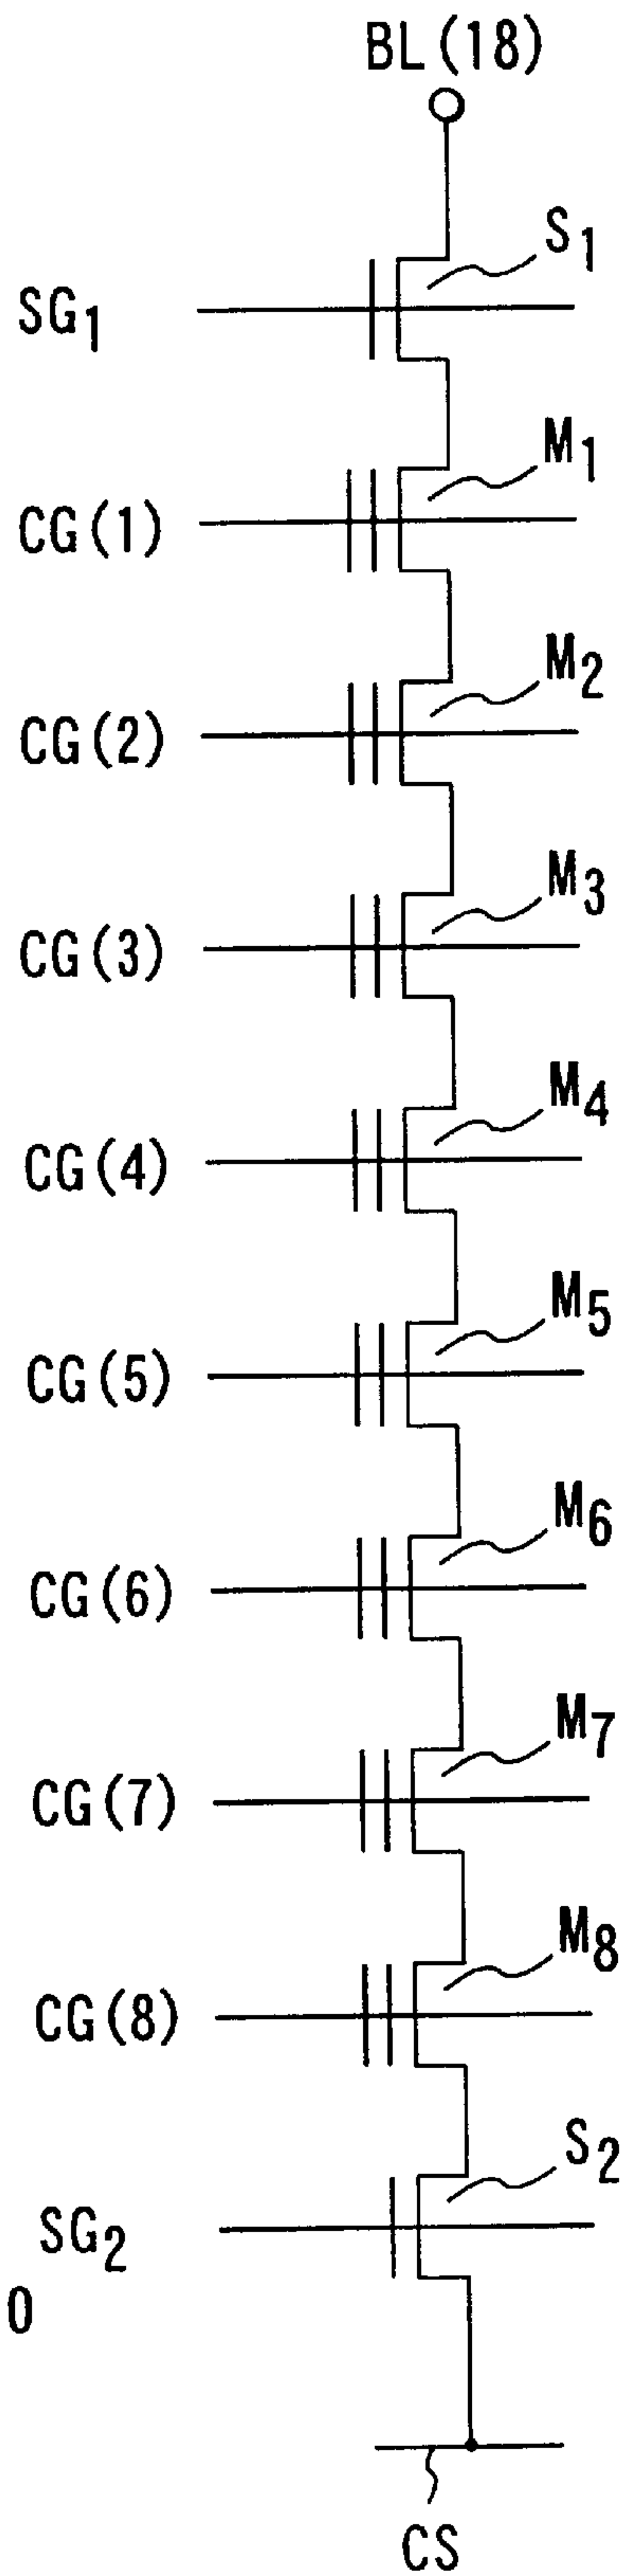 BL(18)
S1
SG1
M1
CG(1)
M2
CG(2)
M3
CG(3)
M4
CG(4)
M5
CG(5)
M6
CG(6)
M7
CG(7)
M8
CG(8)
S2
SG2
0
CS